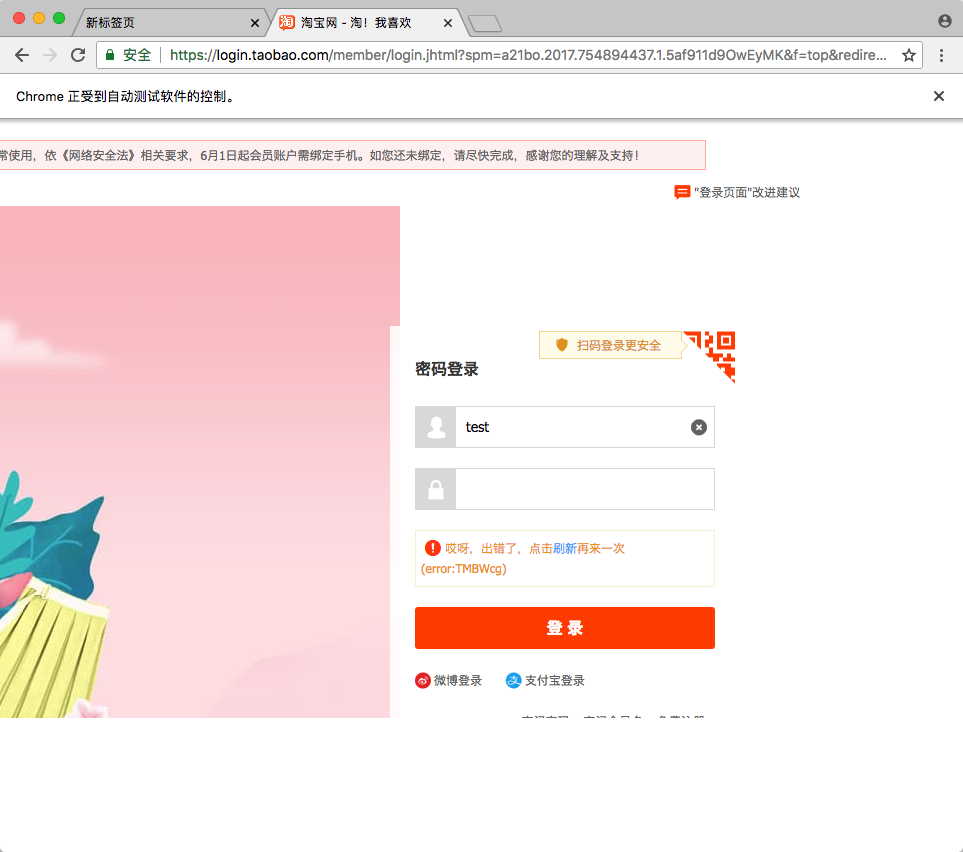 新标签页
淘宝网 - 淘！我喜欢
安全
https://login.taobao.com/member/login.jhtml?spm=a21bo.2017.754894437.1.5af911d9OwEyMK&f=top&redire...
Chrome 正受到自动测试软件的控制。
常使用，依《网络安全法》相关要求，6月1日起会员账户需绑定手机。如您还未绑定，请尽快完成，感谢您的理解及支持！
"登录页面"改进建议
扫码登录更安全
密码登录
test
哎呀，出错了，点击刷新再来一次
(error:TMBWcg)
登 录
微博登录
支付宝登录